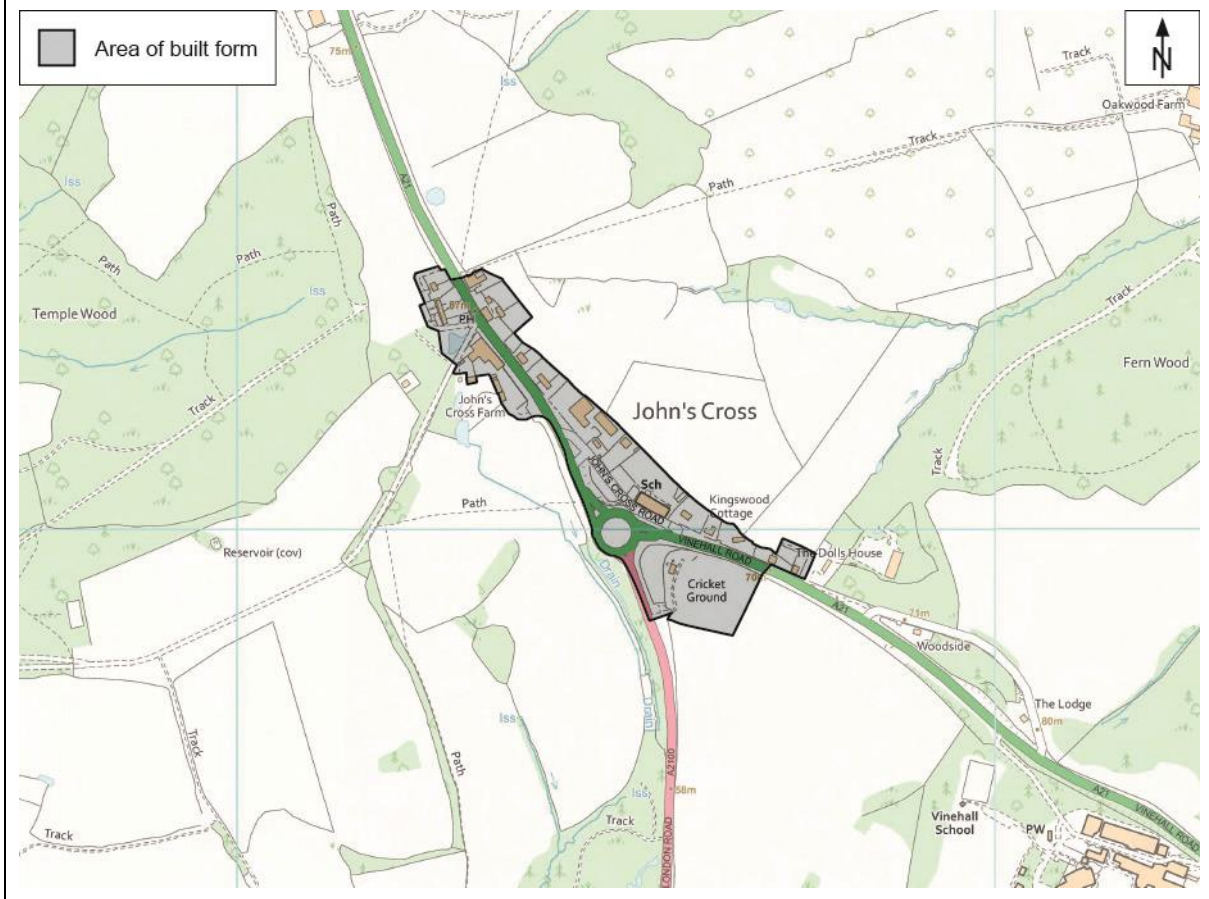 Area of built form
N
75m
Iss
Track
Oakwood Farm
Track
Path
A21
Iss
Path
Path
Path
Iss
Temple Wood
57m
PH
Track
Fern Wood
Track
Track
John's
Cross Farm
John's Cross
JOHN'S CROSS ROAD
Sch
Kingswood
Cottage
Path
Reservoir (cov)
VINEHALL ROAD
The Dolls House
70m
Drain
Cricket
Ground
A21
71m
Woodside
The Lodge
80m
Track
Iss
Drain
Path
A2100
58m
Iss
Track
Track
LONDON ROAD
Vinehall
School
PW
A21
VINEHALL ROAD